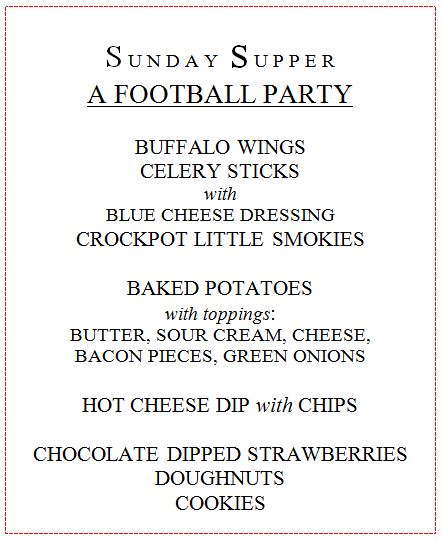 SUNDAY SUPPER
A FOOTBALL PARTY
BUFFALO WINGS
CELERY STICKS
with
BLUE CHEESE DRESSING
CROCKPOT LITTLE SMOKIES
BAKED POTATOES
with toppings:
BUTTER, SOUR CREAM, CHEESE,
BACON PIECES, GREEN ONIONS
HOT CHEESE DIP with CHIPS
CHOCOLATE DIPPED STRAWBERRIES
DOUGHNUTS
COOKIES